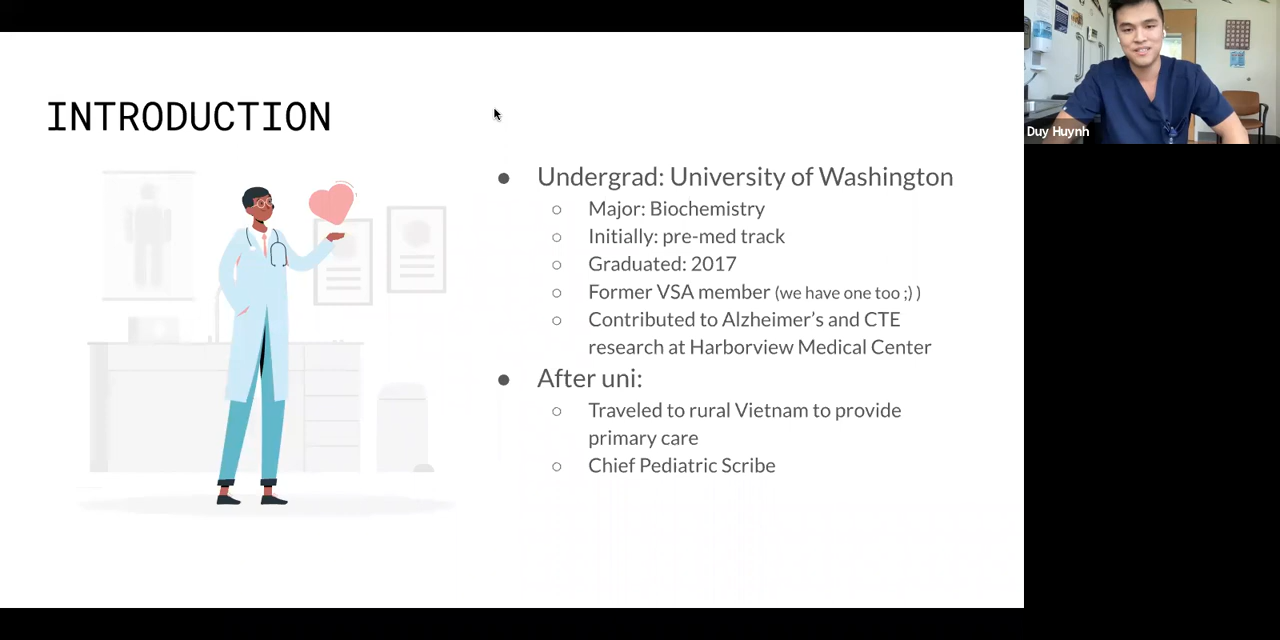 INTRODUCTION
Undergrad: University of Washington
Major: Biochemistry
Initially: pre-med track
Graduated: 2017
Former VSA member (we have one too ;) )
Contributed to Alzheimer’s and CTE
research at Harborview Medical Center
After uni:
Traveled to rural Vietnam to provide
primary care
Chief Pediatric Scribe
Duy Huynh